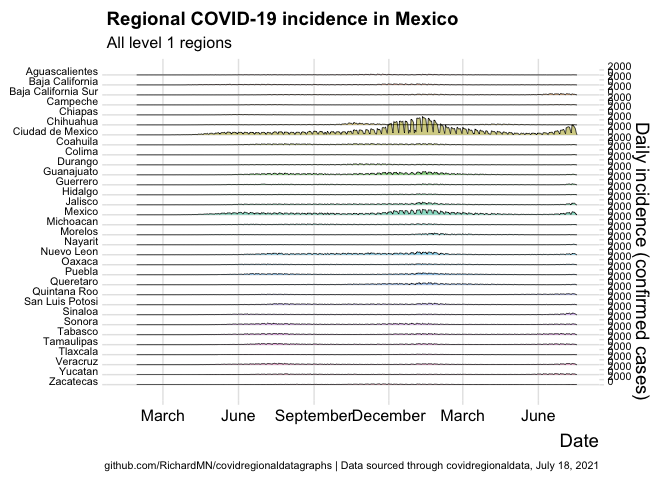 Regional COVID-19 incidence in Mexico
All level 1 regions
Aguascalientes
Baja California
Baja California Sur
Campeche
Chiapas
Chihuahua
Ciudad de Mexico
Coahuila
Colima
Durango
Guanajuato
Guerrero
Hidalgo
Jalisco
Mexico
Michoacan
Morelos
Nayarit
Nuevo Leon
Oaxaca
Puebla
Queretaro
Quintana Roo
San Luis Potosi
Sinaloa
Sonora
Tabasco
Tamaulipas
Tlaxcala
Veracruz
Yucatan
Zacatecas
2000
0
Daily incidence (confirmed cases)
March June September December March June
Date
github.com/RichardMN/covidregionaldatagraphs | Data sourced through covidregionaldata, July 18, 2021